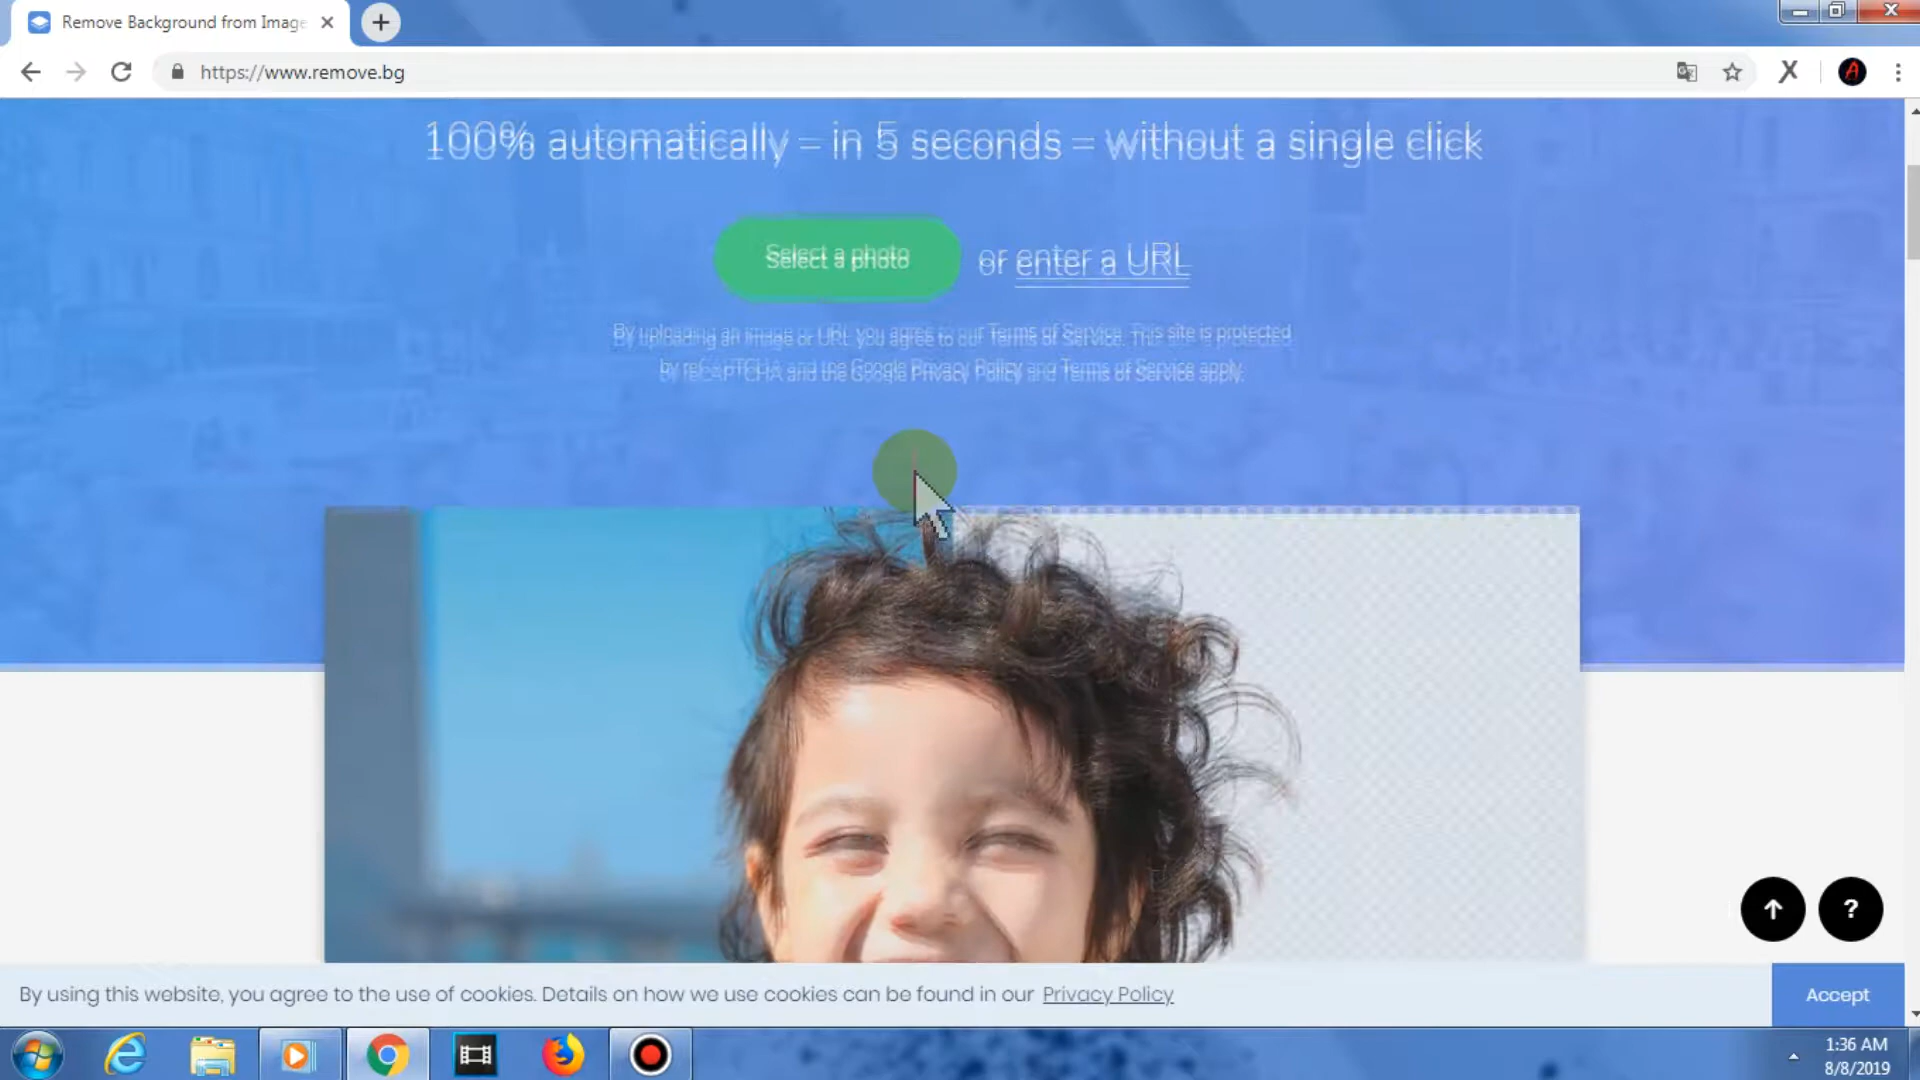 Remove Background from Image
https://www.remove.bg
100% automatically – in 5 seconds – without a single click
Select a photo or enter a URL
By uploading an image or URL you agree to our Terms of Service. This site is protected
by reCAPTCHA and the Google Privacy Policy and Terms of Service apply.
?
By using this website, you agree to the use of cookies. Details on how we use cookies can be found in our Privacy Policy
Accept
1:36 AM
8/8/2019